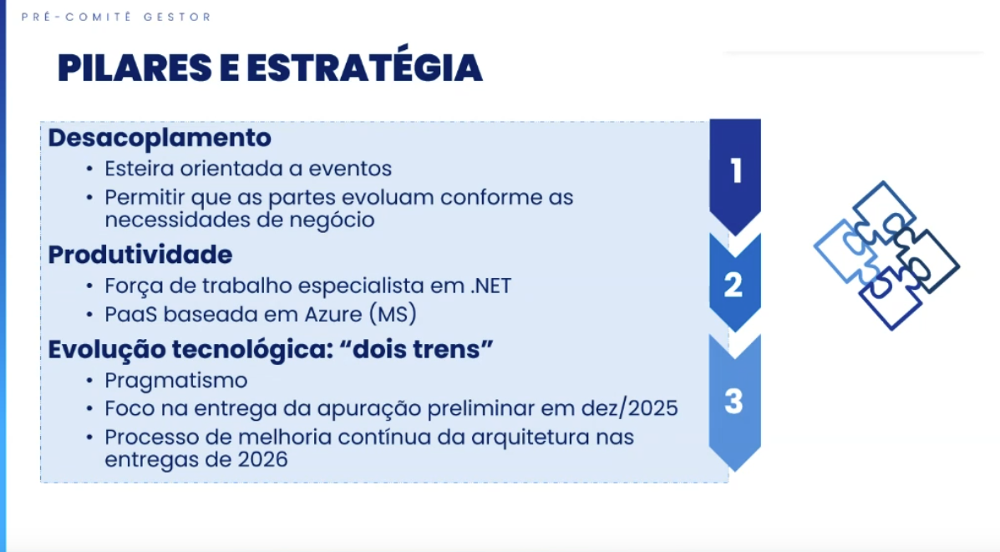 PRÉ-COMITÊ GESTOR
PILARES E ESTRATÉGIA
Desacoplamento
• Esteira orientada a eventos
• Permitir que as partes evoluam conforme as
necessidades de negócio
1
Produtividade
• Força de trabalho especialista em .NET
• PaaS baseada em Azure (MS)
2
Evolução tecnológica: “dois trens”
• Pragmatismo
• Foco na entrega da apuração preliminar em dez/2025
• Processo de melhoria contínua da arquitetura nas
entregas de 2026
3